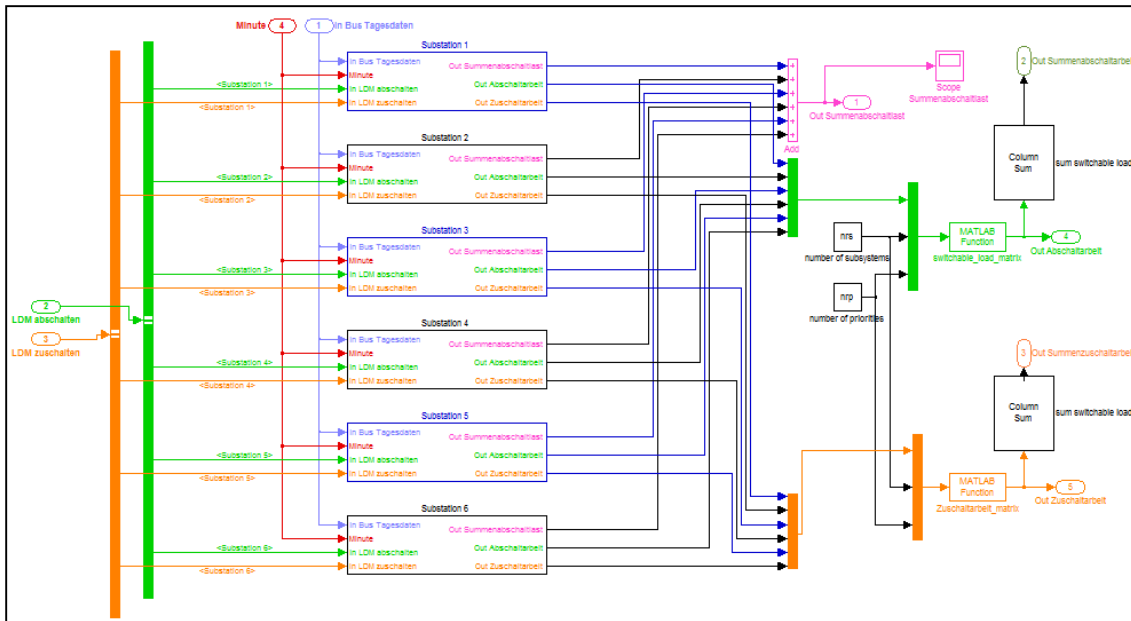 Minute
4
1
In Bus Tagesdaten
Substation 1
In Bus Tagesdaten
Minute
In LDM abschalten
In LDM zuschalten
Out Summenabschaltlast
Out Abschaltarbeit
Out Zuschaltarbeit
<Substation 1>
<Substation 1>
Substation 2
In Bus Tagesdaten
Minute
In LDM abschalten
In LDM zuschalten
Out Summenabschaltlast
Out Abschaltarbeit
Out Zuschaltarbeit
<Substation 2>
<Substation 2>
Substation 3
In Bus Tagesdaten
Minute
In LDM abschalten
In LDM zuschalten
Out Summenabschaltlast
Out Abschaltarbeit
Out Zuschaltarbeit
<Substation 3>
<Substation 3>
2
LDM abschalten
3
LDM zuschalten
Substation 4
In Bus Tagesdaten
Minute
In LDM abschalten
In LDM zuschalten
Out Summenabschaltlast
Out Abschaltarbeit
Out Zuschaltarbeit
<Substation 4>
<Substation 4>
Substation 5
In Bus Tagesdaten
Minute
In LDM abschalten
In LDM zuschalten
Out Summenabschaltlast
Out Abschaltarbeit
Out Zuschaltarbeit
<Substation 5>
<Substation 5>
Substation 6
In Bus Tagesdaten
Minute
In LDM abschalten
In LDM zuschalten
Out Summenabschaltlast
Out Abschaltarbeit
Out Zuschaltarbeit
<Substation 6>
<Substation 6>
Add
1
Out Summenabschaltlast
Scope
Summenabschaltlast
2
Out Summenabschaltarbeit
Column
Sum
sum switchable load
nrs
number of subsystems
nrp
number of priorities
MATLAB
Function
switchable_load_matrix
4
Out Abschaltarbeit
3
Out Summenzuschaltarbeit
Column
Sum
sum switchable load
MATLAB
Function
Zuschaltarbeit_matrix
5
Out Zuschaltarbeit